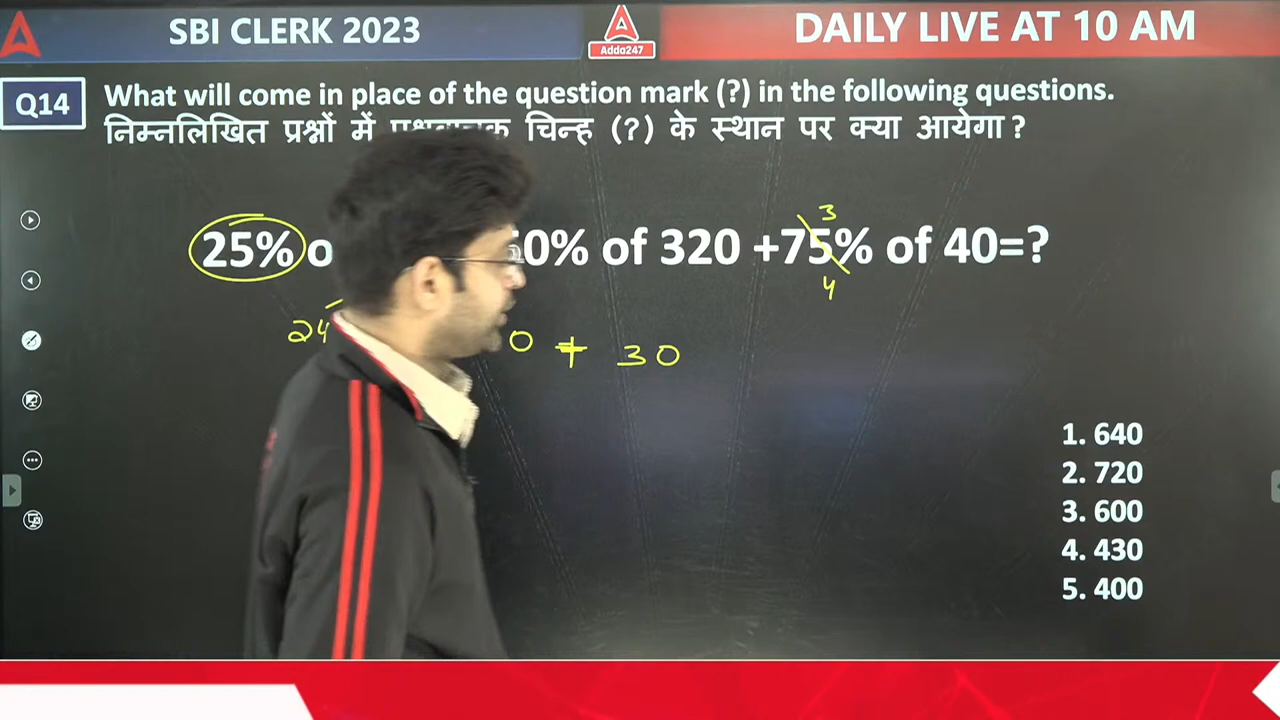 SBI CLERK 2023
Adda247
DAILY LIVE AT 10 AM
Q14
What will come in place of the question mark (?) in the following questions.
निम्नलिखित प्रश्नों में चिन्ह (?) के स्थान पर क्या आयेगा ?
3
25% of 320 +75% of 40=?
4
24 0 + 30
1. 640
2. 720
3. 600
4. 430
5. 400